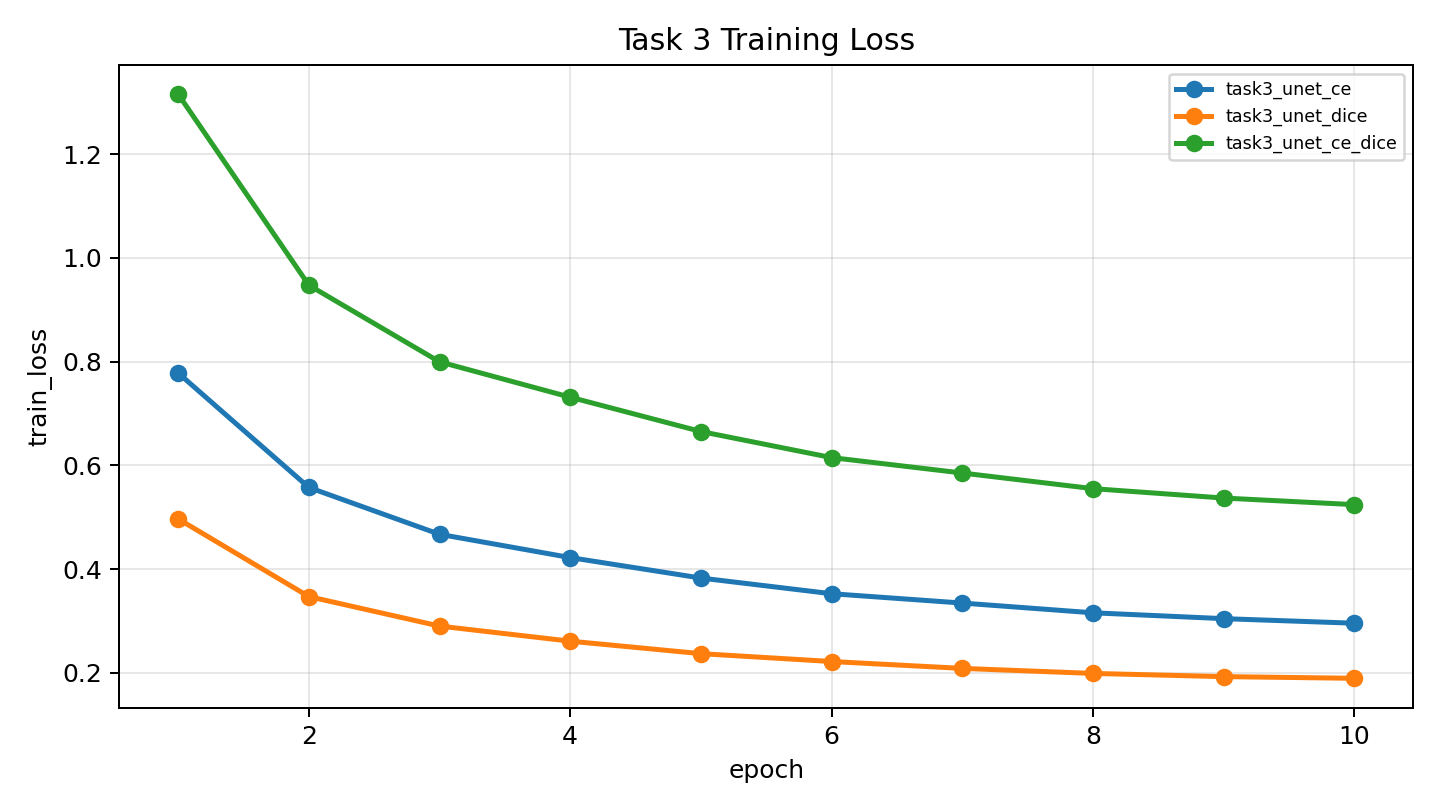 Task 3 Training Loss
task3_unet_ce
task3_unet_dice
task3_unet_ce_dice
1.2
1.0
0.8
0.6
0.4
0.2
train_loss
2 4 6 8 10
epoch